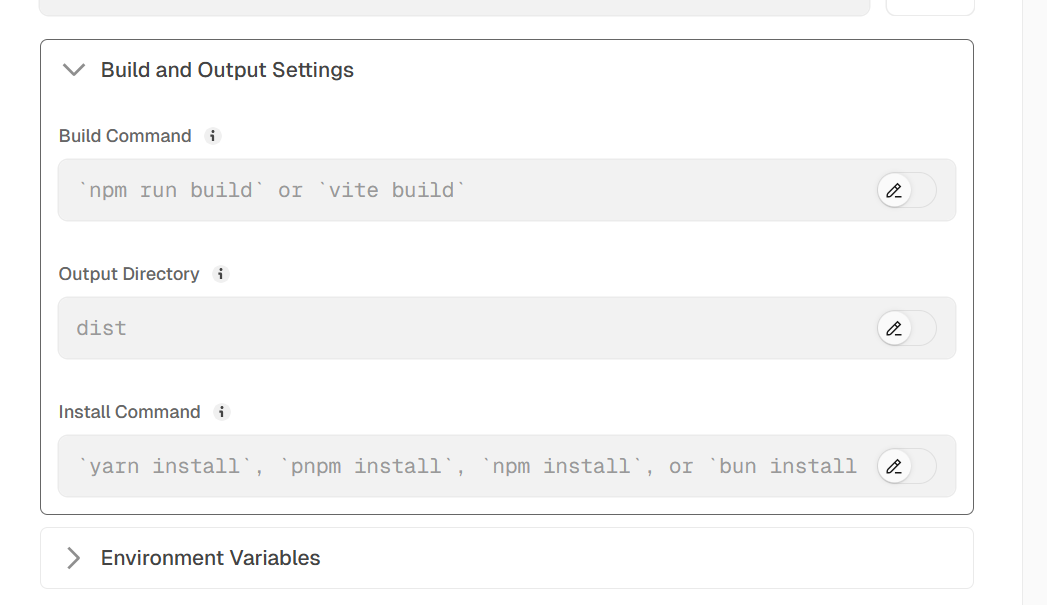 Build and Output Settings
Build Command
`npm run build` or `vite build`
Output Directory
dist
Install Command
`yarn install`, `pnpm install`, `npm install`, or `bun install
Environment Variables